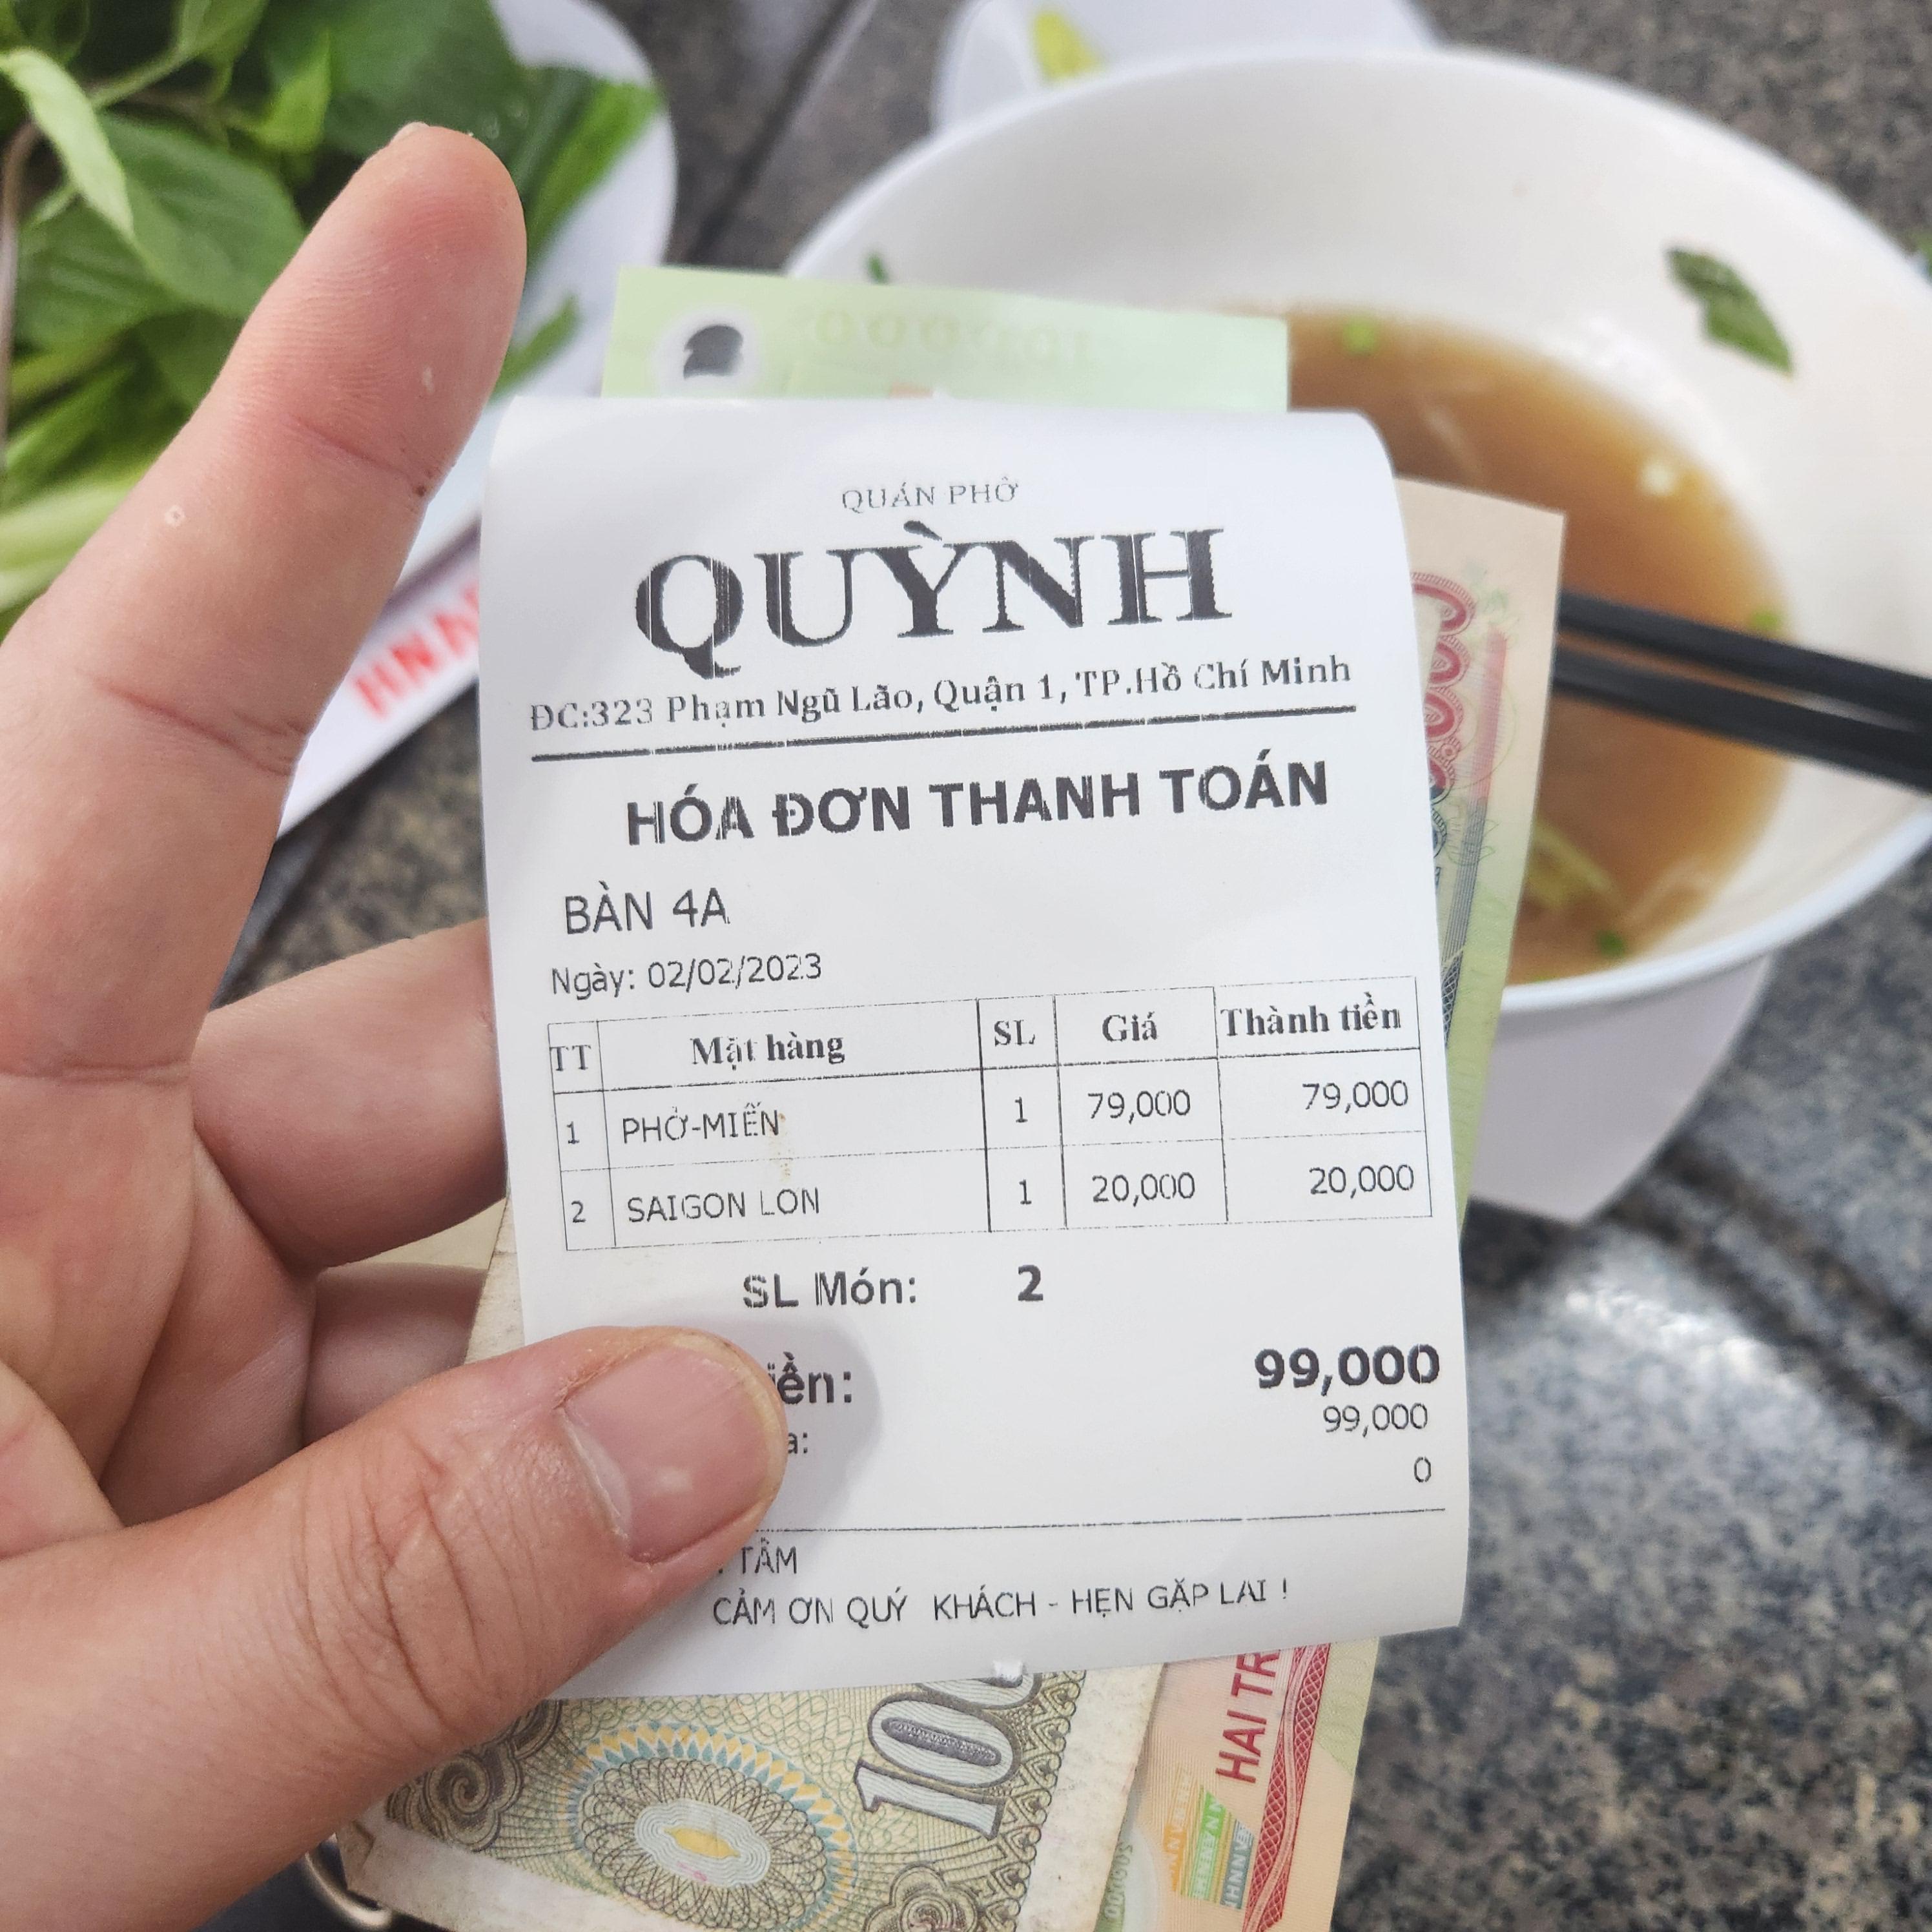 QUÁN PHỞ
QUỲNH
ĐC:323 Phạm Ngũ Lão, Quận 1, TP.Hồ Chí Minh
HÓA ĐƠN THANH TOÁN
BÀN 4A
Ngày: 02/02/2023
TT Mặt hàng SL Giá Thành tiền
1 PHỞ-MIẾN 1 79,000 79,000
2 SAIGON LON 1 20,000 20,000
SL Món: 2
99,000
99,000
0
TÂM
CẢM ƠN QUÝ KHÁCH - HẸN GẶP LẠI !
HAI TR